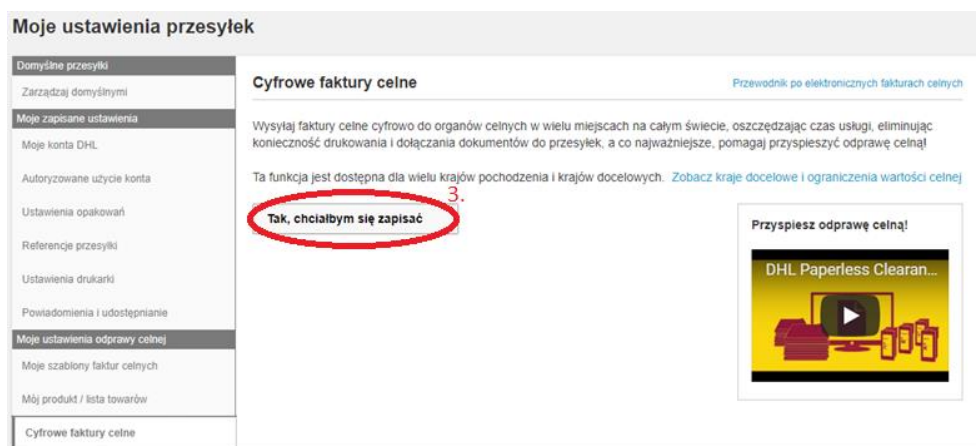 Moje ustawienia przesyłek
Domyślne przesyłki
Zarządzaj domyślnymi
Moje zapisane ustawienia
Moje konta DHL
Autoryzowane użycie konta
Ustawienia opakowań
Referencje przesyłki
Ustawienia drukarki
Powiadomienia i udostępnianie
Moje ustawienia odprawy celnej
Moje szablony faktur celnych
Mój produkt / lista towarów
Cyfrowe faktury celne
Cyfrowe faktury celne
Przewodnik po elektronicznych fakturach celnych
Wysyłaj faktury celne cyfrowo do organów celnych w wielu miejscach na całym świecie, oszczędzając czas usługi, eliminując
konieczność drukowania i dołączania dokumentów do przesyłek, a co najważniejsze, pomagaj przyspieszyć odprawę celną!
Ta funkcja jest dostępna dla wielu krajów pochodzenia i krajów docelowych. Zobacz kraje docelowe i ograniczenia wartości celnej
3.
Tak, chciałbym się zapisać
Przyspiesz odprawę celną!
DHL Paperless Clearan...